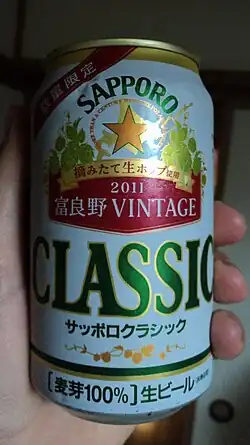 数量限定
SAPPORO
摘みたて生ホップ使用
2011
富良野 VINTAGE
CLASSIC
サッポロクラシック
[麦芽100%]生ビール